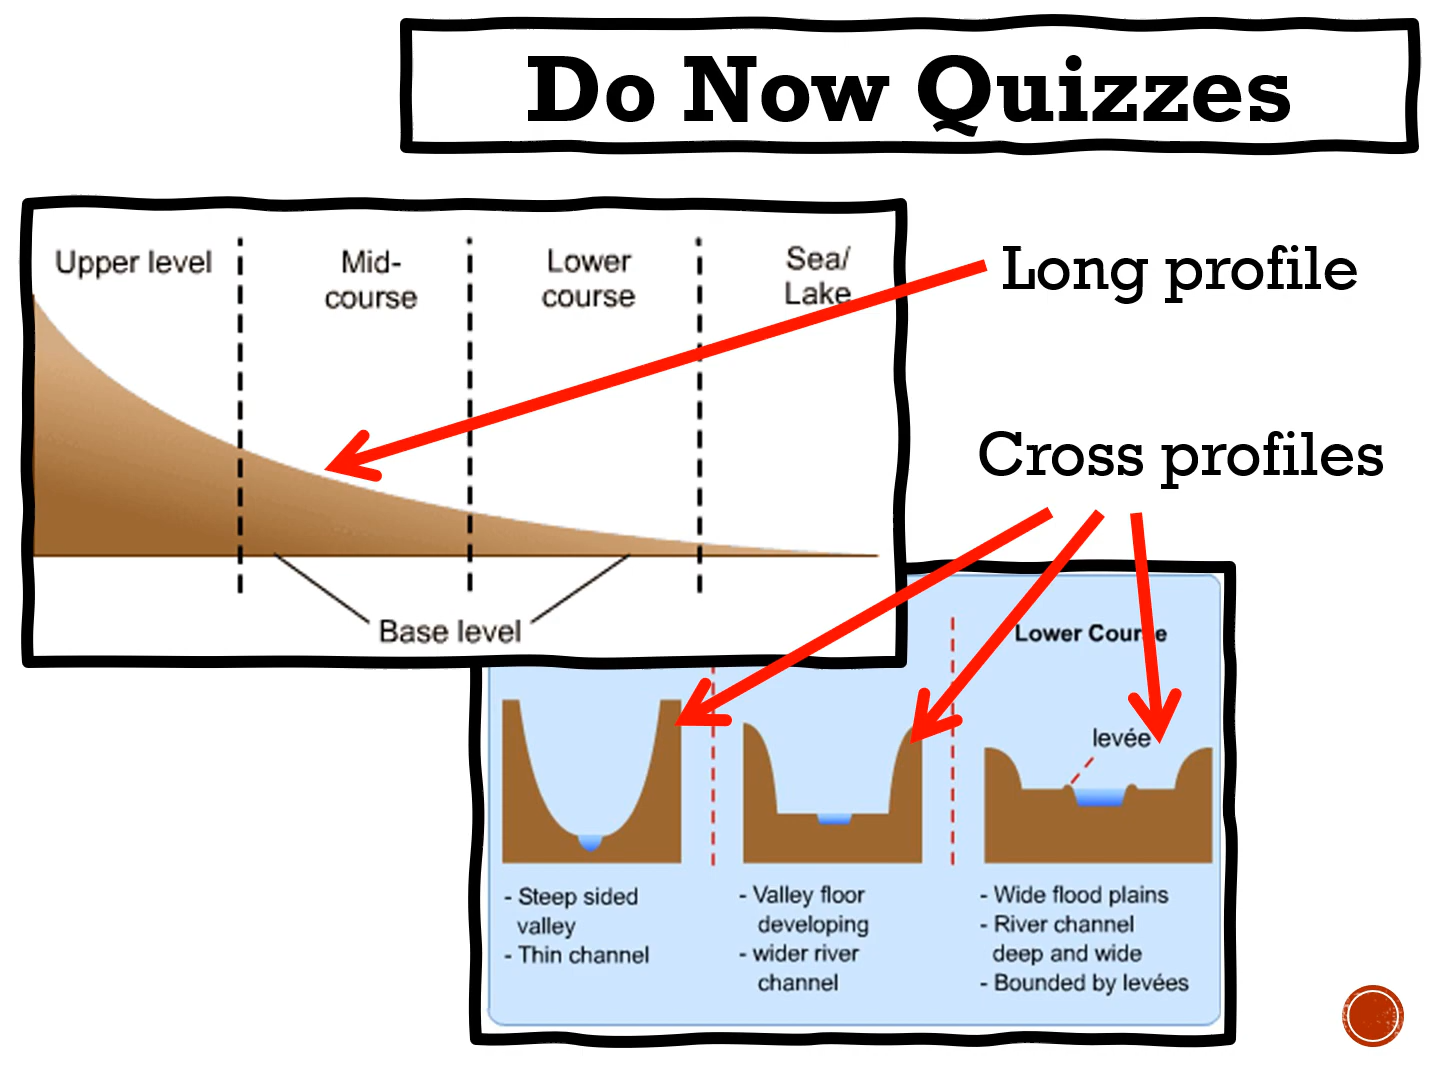 Do Now Quizzes
Upper level
Mid-
course
Lower
course
Sea/
Lake
Base level
Long profile
Cross profiles
Lower Course
levée
- Steep sided
valley
- Thin channel
- Valley floor
developing
- wider river
channel
- Wide flood plains
- River channel
deep and wide
- Bounded by levées